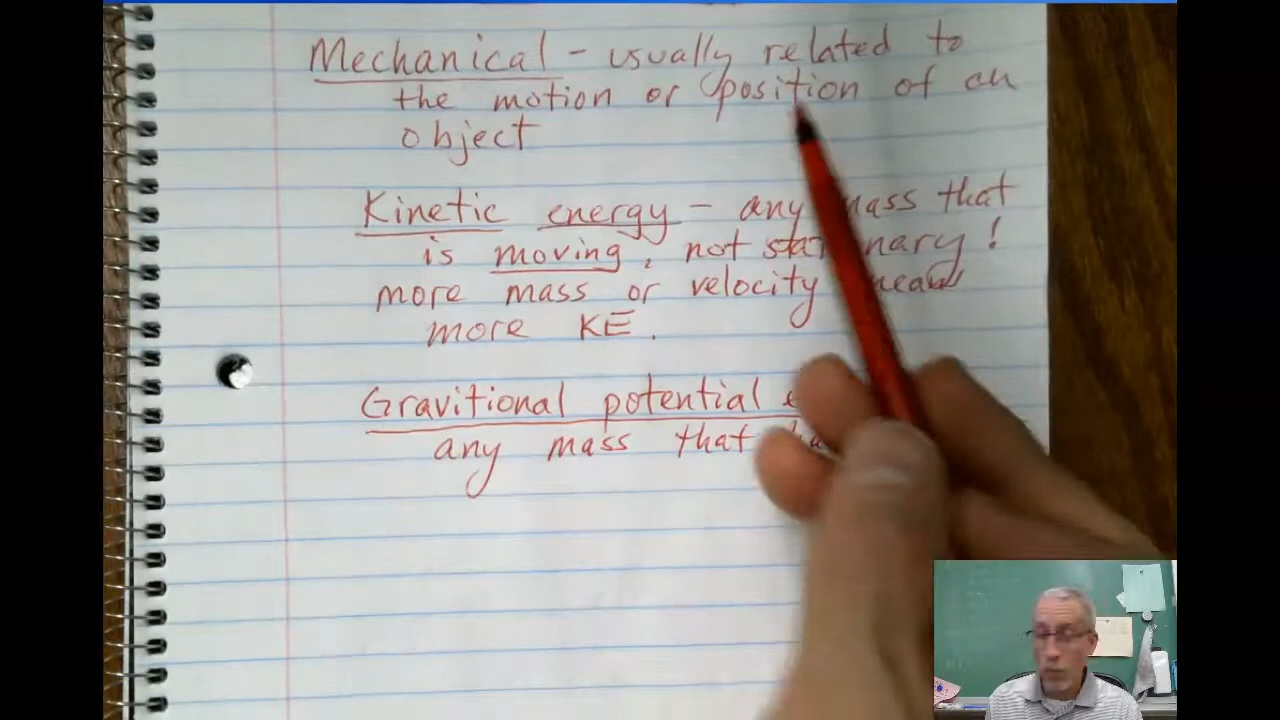 Mechanical - usually related to
the motion or position of an
object
Kinetic energy - any mass that
is moving, not stationary!
more mass or velocity means
more KE.
Gravitional potential
any mass that